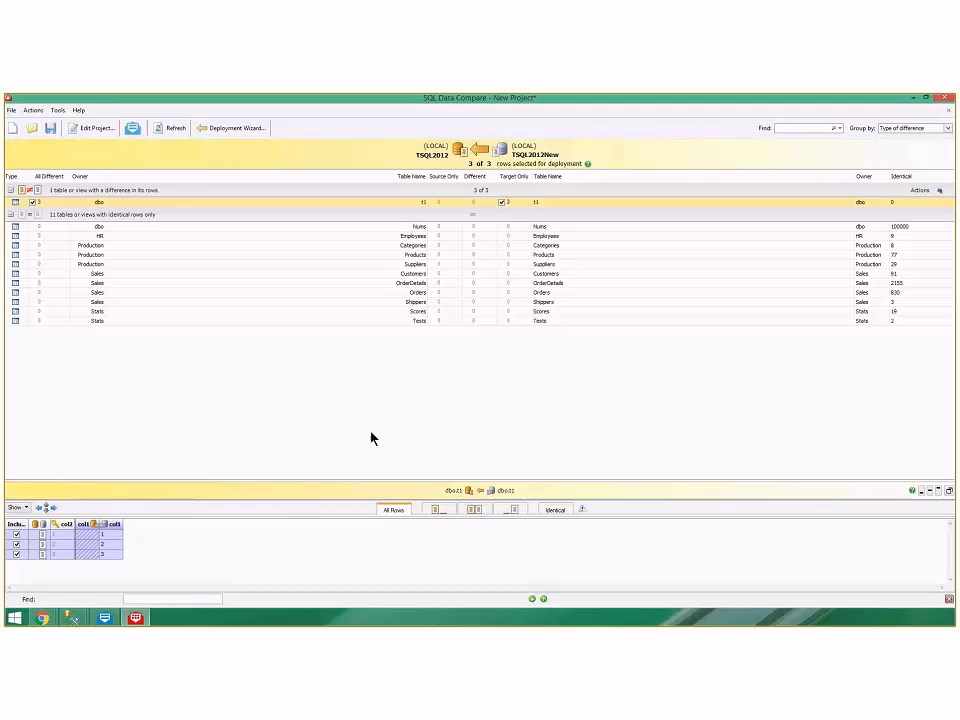 SQL Data Compare - New Project*
File Actions Tools Help
Edit Project... Refresh Deployment Wizard... Find: Group by: Type of difference
(LOCAL) (LOCAL)
TSQL2012 TSQL2012New
3 of 3 rows selected for deployment
Type All Different Owner Table Name Source Only Different Target Only Table Name Owner Identical
1 table or view with a difference in its rows 3 of 3 Actions
3 dbo t1 0 0 3 t1 dbo 0
11 tables or views with identical rows only =
0 dbo Nums 0 0 0 Nums dbo 100000
0 HR Employees 0 0 0 Employees HR 9
0 Production Categories 0 0 0 Categories Production 8
0 Production Products 0 0 0 Products Production 77
0 Production Suppliers 0 0 0 Suppliers Production 29
0 Sales Customers 0 0 0 Customers Sales 91
0 Sales OrderDetails 0 0 0 OrderDetails Sales 2155
0 Sales Orders 0 0 0 Orders Sales 830
0 Sales Shippers 0 0 0 Shippers Sales 3
0 Stats Scores 0 0 0 Scores Stats 19
0 Stats Tests 0 0 0 Tests Stats 2
dbo.t1 dbo.t1
Show All Rows Identical
Inclu... col2 col1 col1
1 1
2 2
3 3
Find: